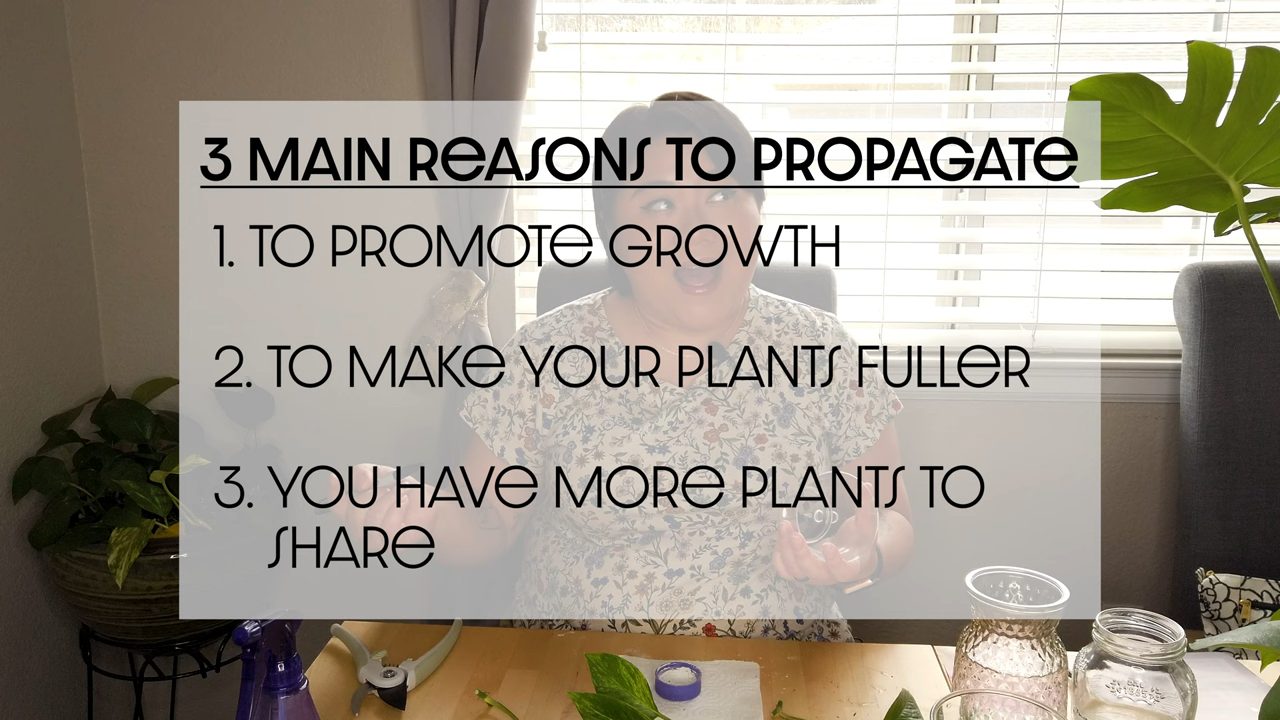 3 MAIN REASONS TO PROPAGATE
1. TO PROMOTE GROWTH
2. TO MAKE YOUR PLANTS FULLER
3. YOU HAVE MORE PLANTS TO
SHARE